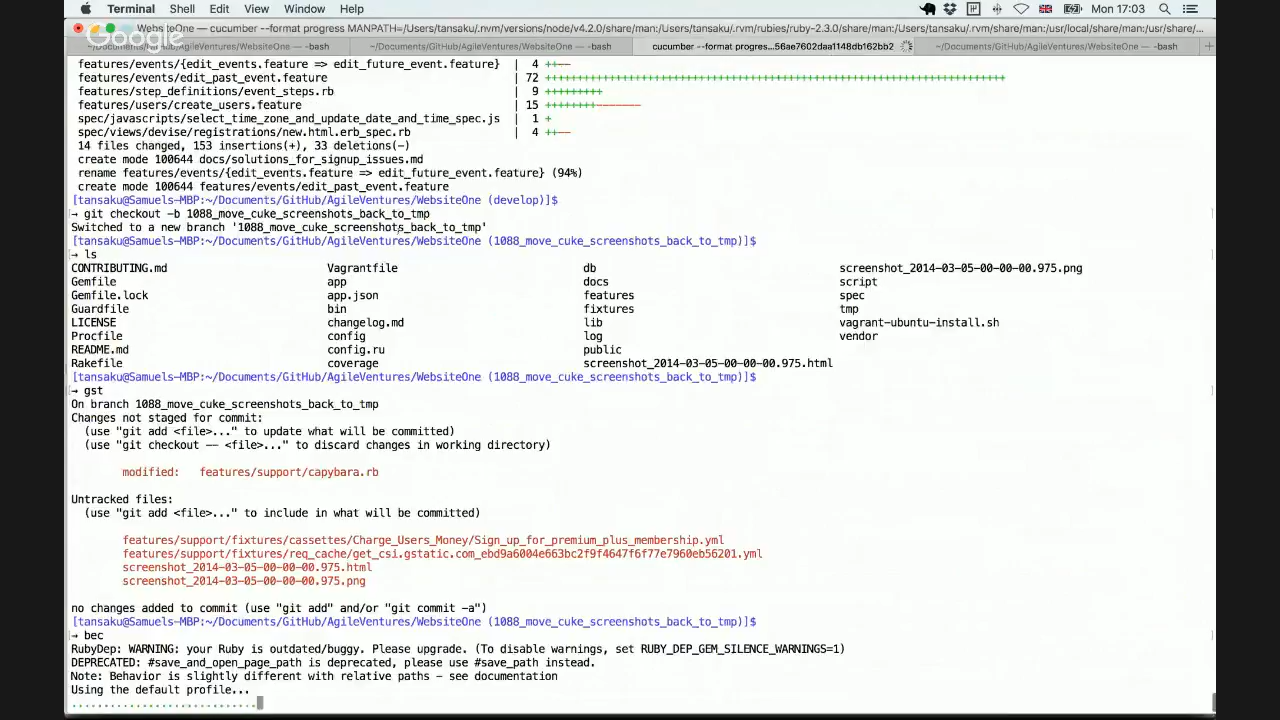 Terminal Shell Edit View Window Help Mon 17:03
WebsiteOne — cucumber --format progress MANPATH=/Users/tansaku/.rvm/versions/node/v4.2.0/share/man:/Users/tansaku/.rvm/rubies/ruby-2.3.0/share/man:/usr/local/share/man:/usr/share/...
Google
~/Documents/GitHub/AgileVentures/WebsiteOne — -bash ~/Documents/GitHub/AgileVentures/WebsiteOne — -bash cucumber --format progres...56ae7602daa1148db162bb2 ~/Documents/GitHub/AgileVentures/WebsiteOne — -bash +
features/events/{edit_events.feature => edit_future_event.feature} | 4 ++--
features/events/edit_past_event.feature | 72 ++++++++++++++++++++++++++++++++++++++++++++++++++++++++++++++++++++++++
features/step_definitions/event_steps.rb | 9 +++++++++
features/users/create_users.feature | 15 ++++++++-------
spec/javascripts/select_time_zone_and_update_date_and_time_spec.js | 1 +
spec/views/devise/registrations/new.html.erb_spec.rb | 4 ++--
14 files changed, 153 insertions(+), 33 deletions(-)
create mode 100644 docs/solutions_for_signup_issues.md
rename features/events/{edit_events.feature => edit_future_event.feature} (94%)
create mode 100644 features/events/edit_past_event.feature
[tansaku@Samuels-MBP:~/Documents/GitHub/AgileVentures/WebsiteOne (develop)]$
→ git checkout -b 1088_move_cuke_screenshots_back_to_tmp
Switched to a new branch '1088_move_cuke_screenshots_back_to_tmp'
[tansaku@Samuels-MBP:~/Documents/GitHub/AgileVentures/WebsiteOne (1088_move_cuke_screenshots_back_to_tmp)]$
→ ls
CONTRIBUTING.md Vagrantfile db screenshot_2014-03-05-00-00-00.975.png
Gemfile app docs script
Gemfile.lock app.json features spec
Guardfile bin fixtures tmp
LICENSE changelog.md lib vagrant-ubuntu-install.sh
Procfile config log vendor
README.md config.ru public
Rakefile coverage screenshot_2014-03-05-00-00-00.975.html
[tansaku@Samuels-MBP:~/Documents/GitHub/AgileVentures/WebsiteOne (1088_move_cuke_screenshots_back_to_tmp)]$
→ gst
On branch 1088_move_cuke_screenshots_back_to_tmp
Changes not staged for commit:
(use "git add <file>..." to update what will be committed)
(use "git checkout -- <file>..." to discard changes in working directory)
modified: features/support/capybara.rb
Untracked files:
(use "git add <file>..." to include in what will be committed)
features/support/fixtures/cassettes/Charge_Users_Money/Sign_up_for_premium_plus_membership.yml
features/support/fixtures/req_cache/get_csi.gstatic.com_ebd9a6004e663bc2f9f4647f6f77e7960eb56201.yml
screenshot_2014-03-05-00-00-00.975.html
screenshot_2014-03-05-00-00-00.975.png
no changes added to commit (use "git add" and/or "git commit -a")
[tansaku@Samuels-MBP:~/Documents/GitHub/AgileVentures/WebsiteOne (1088_move_cuke_screenshots_back_to_tmp)]$
→ bec
RubyDep: WARNING: your Ruby is outdated/buggy. Please upgrade. (To disable warnings, set RUBY_DEP_GEM_SILENCE_WARNINGS=1)
DEPRECATED: #save_and_open_page_path is deprecated, please use #save_path instead.
Note: Behavior is slightly different with relative paths - see documentation
Using the default profile...
.............................